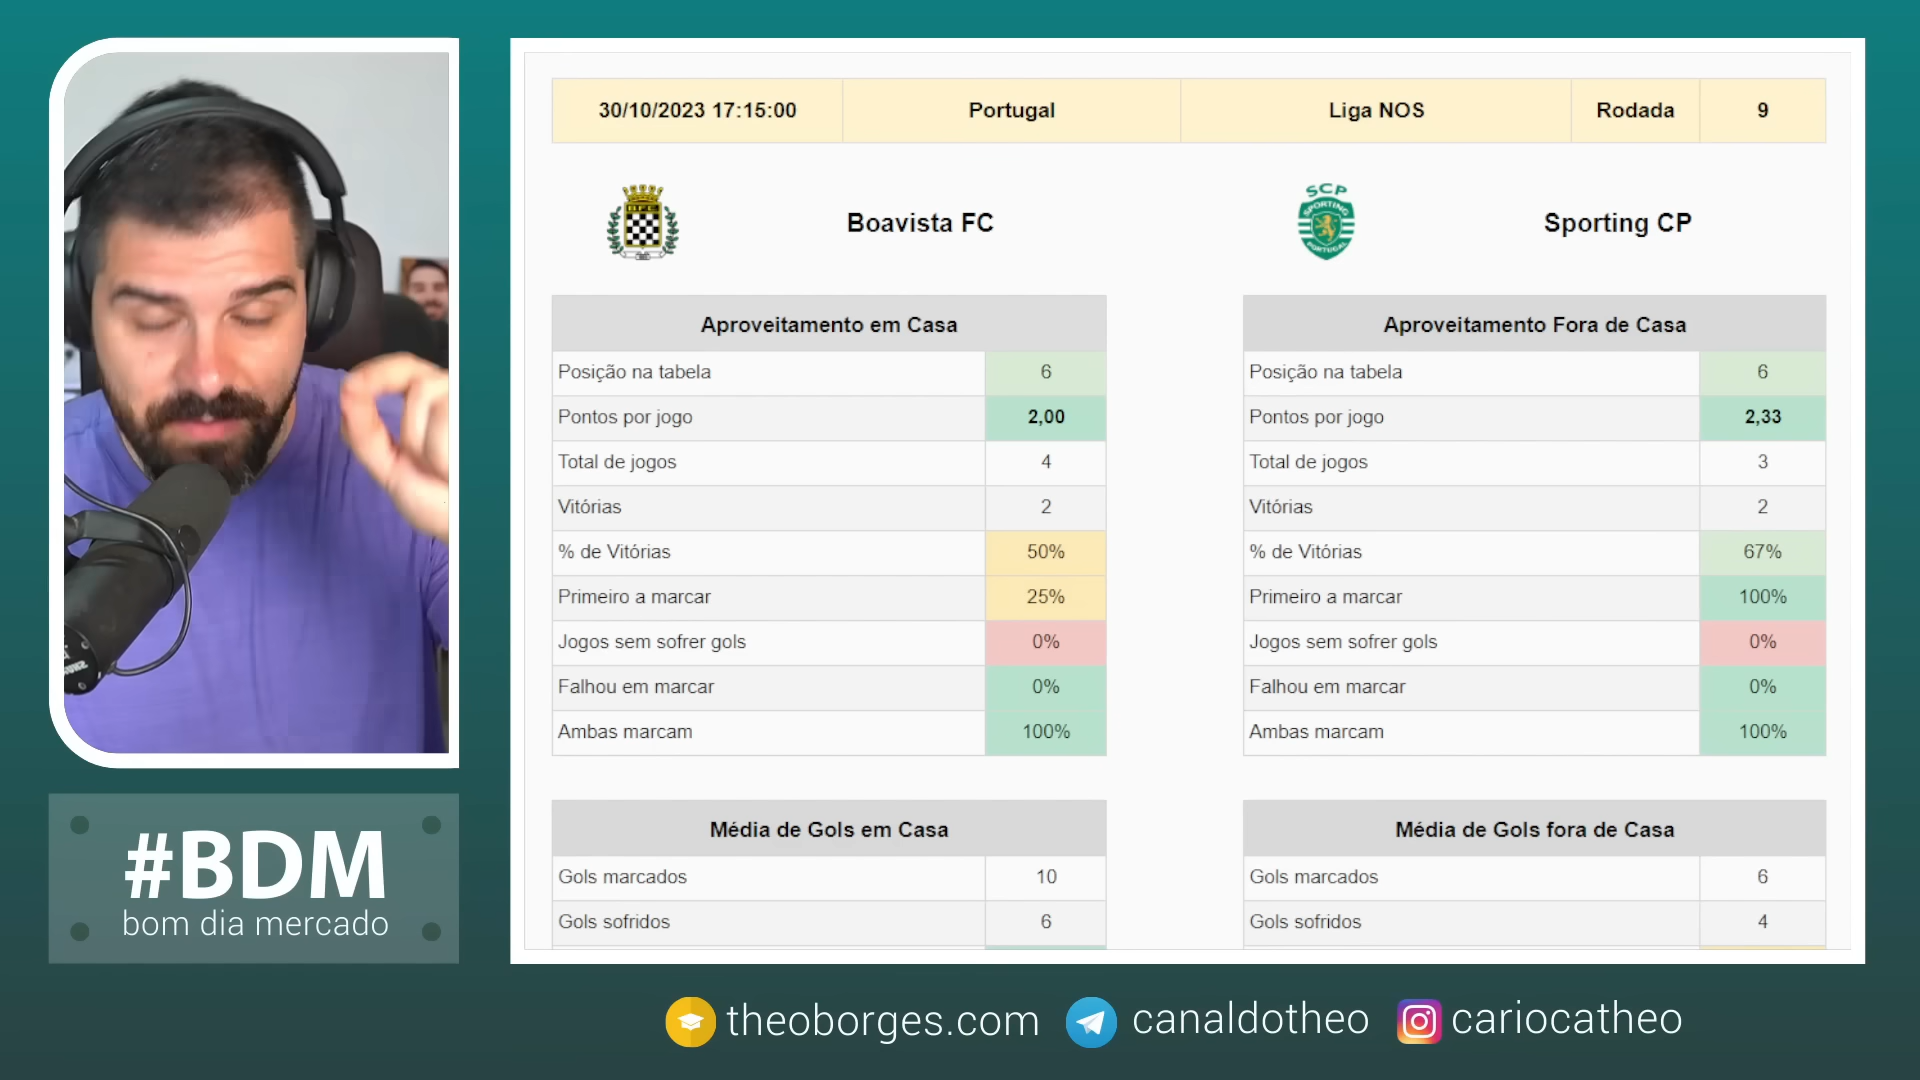 30/10/2023 17:15:00 Portugal Liga NOS Rodada 9
SCP
SPORTING
PORTUGAL
BFC
Boavista FC
Sporting CP
Aproveitamento em Casa
Posição na tabela 6
Pontos por jogo 2,00
Total de jogos 4
Vitórias 2
% de Vitórias 50%
Primeiro a marcar 25%
Jogos sem sofrer gols 0%
Falhou em marcar 0%
Ambas marcam 100%
Aproveitamento Fora de Casa
Posição na tabela 6
Pontos por jogo 2,33
Total de jogos 3
Vitórias 2
% de Vitórias 67%
Primeiro a marcar 100%
Jogos sem sofrer gols 0%
Falhou em marcar 0%
Ambas marcam 100%
Média de Gols em Casa
Gols marcados 10
Gols sofridos 6
Média de Gols fora de Casa
Gols marcados 6
Gols sofridos 4
#BDM
bom dia mercado
theoborges.com canaldotheo cariocatheo